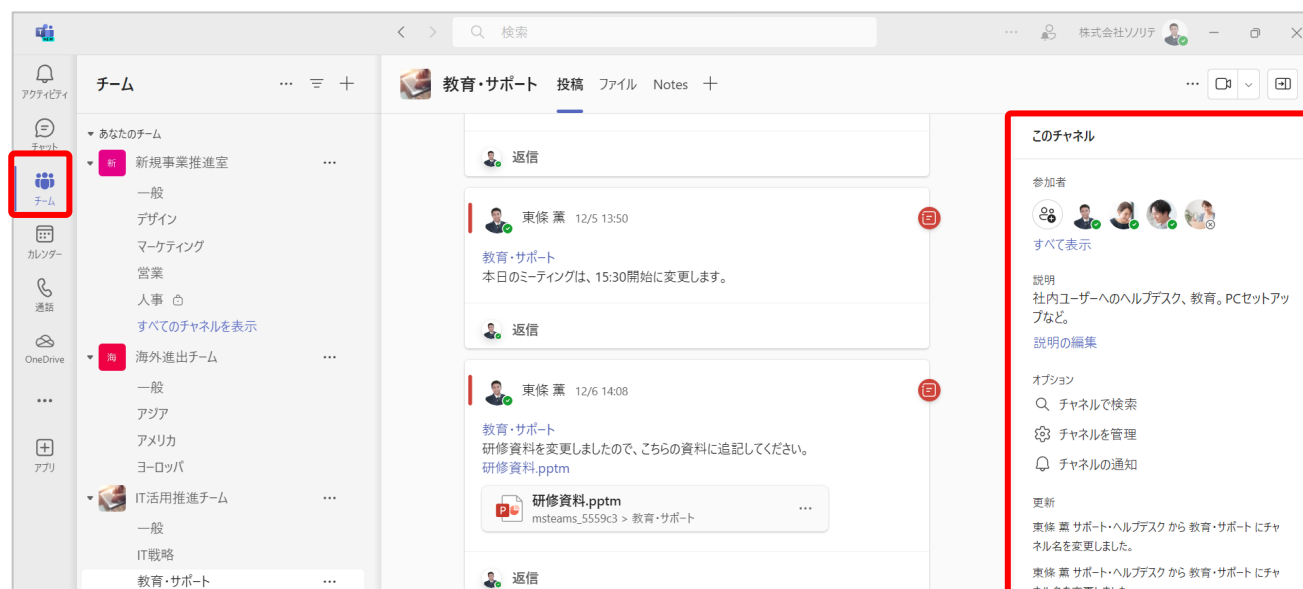 検索
株式会社ソノリテ
アクティビティ
チャット
チーム
カレンダー
通話
OneDrive
アプリ
チーム
あなたのチーム
新 新規事業推進室
一般
デザイン
マーケティング
営業
人事
すべてのチャネルを表示
海 海外進出チーム
一般
アジア
アメリカ
ヨーロッパ
IT活用推進チーム
一般
IT戦略
教育・サポート
教育・サポート 投稿 ファイル Notes
返信
東條 薫 12/5 13:50
教育・サポート
本日のミーティングは、15:30開始に変更します。
返信
東條 薫 12/6 14:08
教育・サポート
研修資料を変更しましたので、こちらの資料に追記してください。
研修資料.pptm
研修資料.pptm
msteams_5559c3 > 教育・サポート
返信
このチャネル
参加者
すべて表示
説明
社内ユーザーへのヘルプデスク、教育。PCセットアッ
プなど。
説明の編集
オプション
チャネルで検索
チャネルを管理
チャネルの通知
更新
東條 薫 サポート・ヘルプデスク から 教育・サポート にチャ
ネル名を変更しました。
東條 薫 サポート・ヘルプデスク から 教育・サポート にチャ